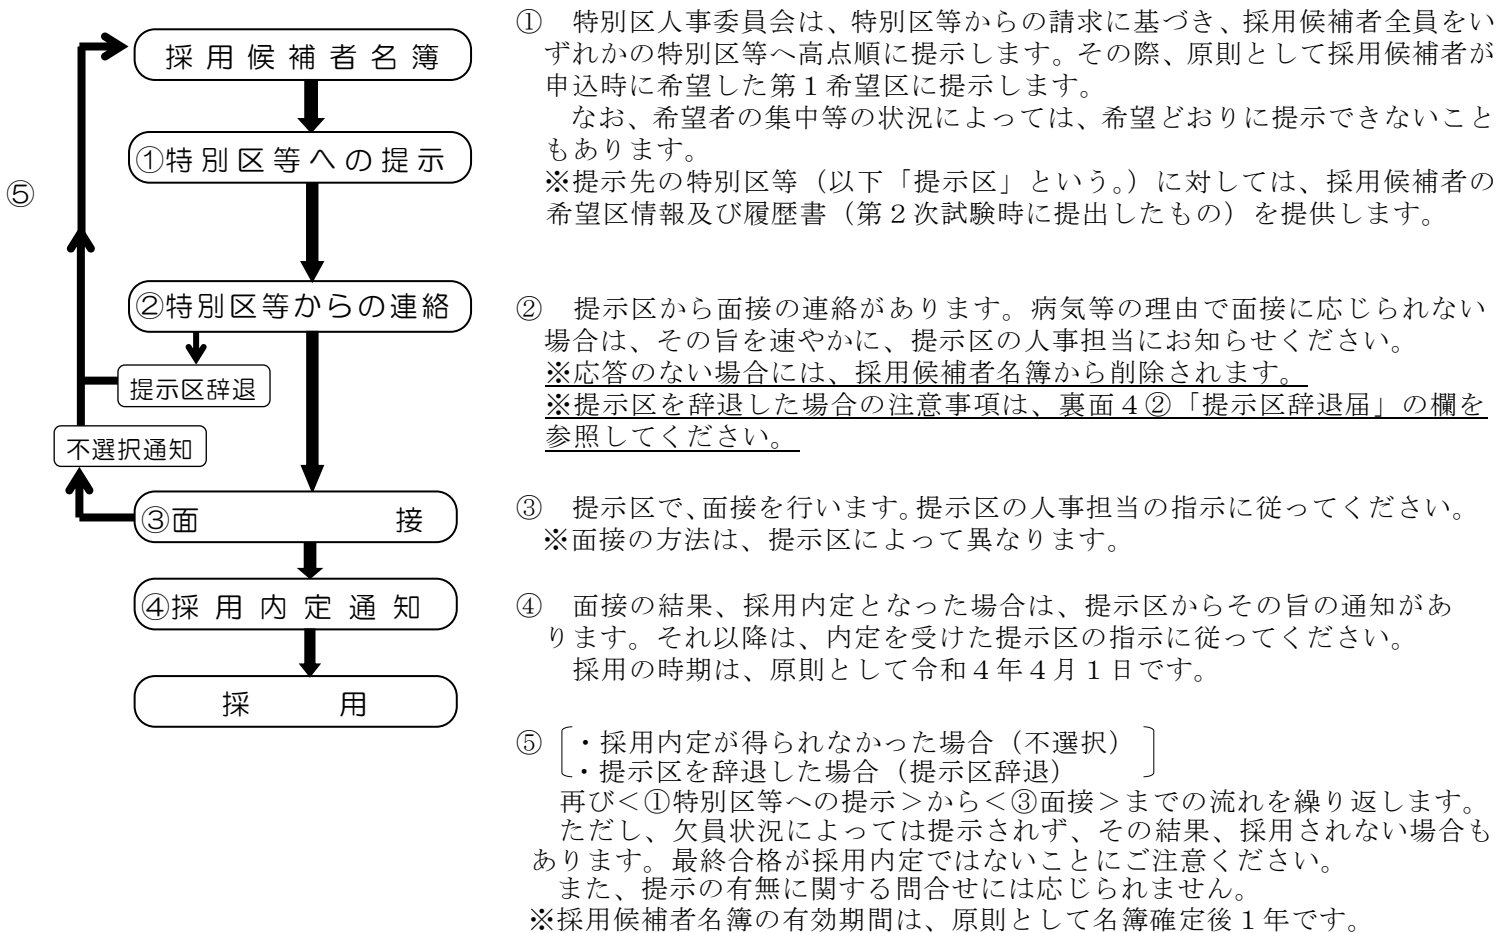 採用候補者名簿
①特別区等への提示
⑤
②特別区等からの連絡
提示区辞退
不選択通知
③面 接
④採用内定通知
採 用
① 特別区人事委員会は、特別区等からの請求に基づき、採用候補者全員をい
ずれかの特別区等へ高点順に提示します。その際、原則として採用候補者が
申込時に希望した第1希望区に提示します。
なお、希望者の集中等の状況によっては、希望どおりに提示できないこと
もあります。
※提示先の特別区等（以下「提示区」という。）に対しては、採用候補者の
希望区情報及び履歴書（第2次試験時に提出したもの）を提供します。
② 提示区から面接の連絡があります。病気等の理由で面接に応じられない
場合は、その旨を速やかに、提示区の人事担当にお知らせください。
※応答のない場合には、採用候補者名簿から削除されます。
※提示区を辞退した場合の注意事項は、裏面4②「提示区辞退届」の欄を
参照してください。
③ 提示区で、面接を行います。提示区の人事担当の指示に従ってください。
※面接の方法は、提示区によって異なります。
④ 面接の結果、採用内定となった場合は、提示区からその旨の通知があ
ります。それ以降は、内定を受けた提示区の指示に従ってください。
採用の時期は、原則として令和4年4月1日です。
⑤ ・採用内定が得られなかった場合（不選択）
・提示区を辞退した場合（提示区辞退）
再び＜①特別区等への提示＞から＜③面接＞までの流れを繰り返します。
ただし、欠員状況によっては提示されず、その結果、採用されない場合も
あります。最終合格が採用内定ではないことにご注意ください。
また、提示の有無に関する問合せには応じられません。
※採用候補者名簿の有効期間は、原則として名簿確定後1年です。